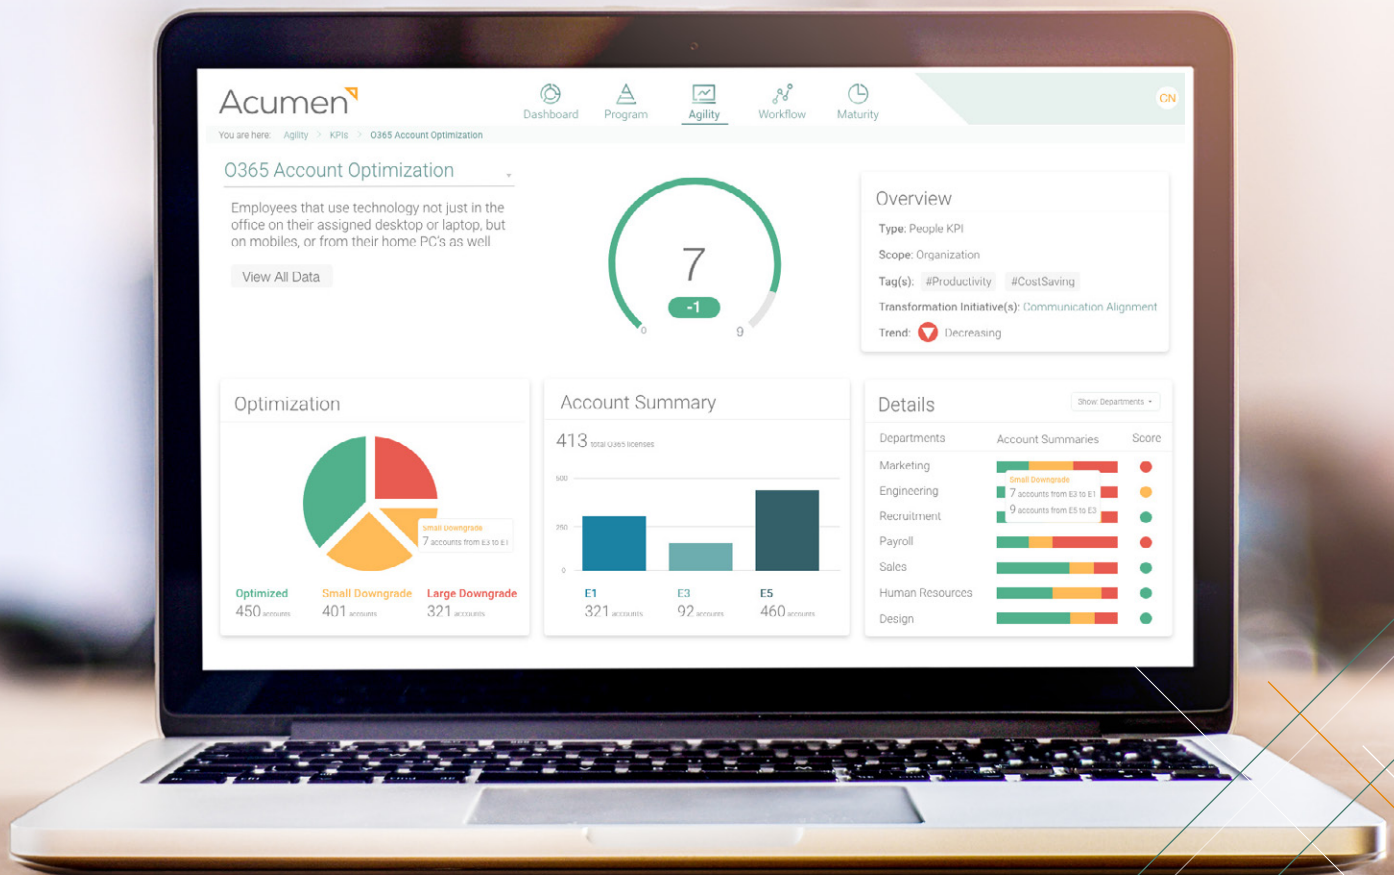 Acumen
Dashboard
Program
Agility
Workflow
Maturity
CN
You are here: Agility > KPIs > O365 Account Optimization
O365 Account Optimization
Employees that use technology not just in the
office on their assigned desktop or laptop, but
on mobiles, or from their home PC's as well
View All Data
7
-1
0
9
Overview
Type: People KPI
Scope: Organization
Tag(s): #Productivity #CostSaving
Transformation Initiative(s): Communication Alignment
Trend: Decreasing
Optimization
Small Downgrade
7 accounts from E3 to E1
Optimized
450 accounts
Small Downgrade
401 accounts
Large Downgrade
321 accounts
Account Summary
413 total O365 licenses
500
250
0
E1
321 accounts
E3
92 accounts
E5
460 accounts
Details
Show: Departments
Departments
Account Summaries
Score
Marketing
Small Downgrade
7 accounts from E3 to E1
9 accounts from E5 to E3
Engineering
Recruitment
Payroll
Sales
Human Resources
Design